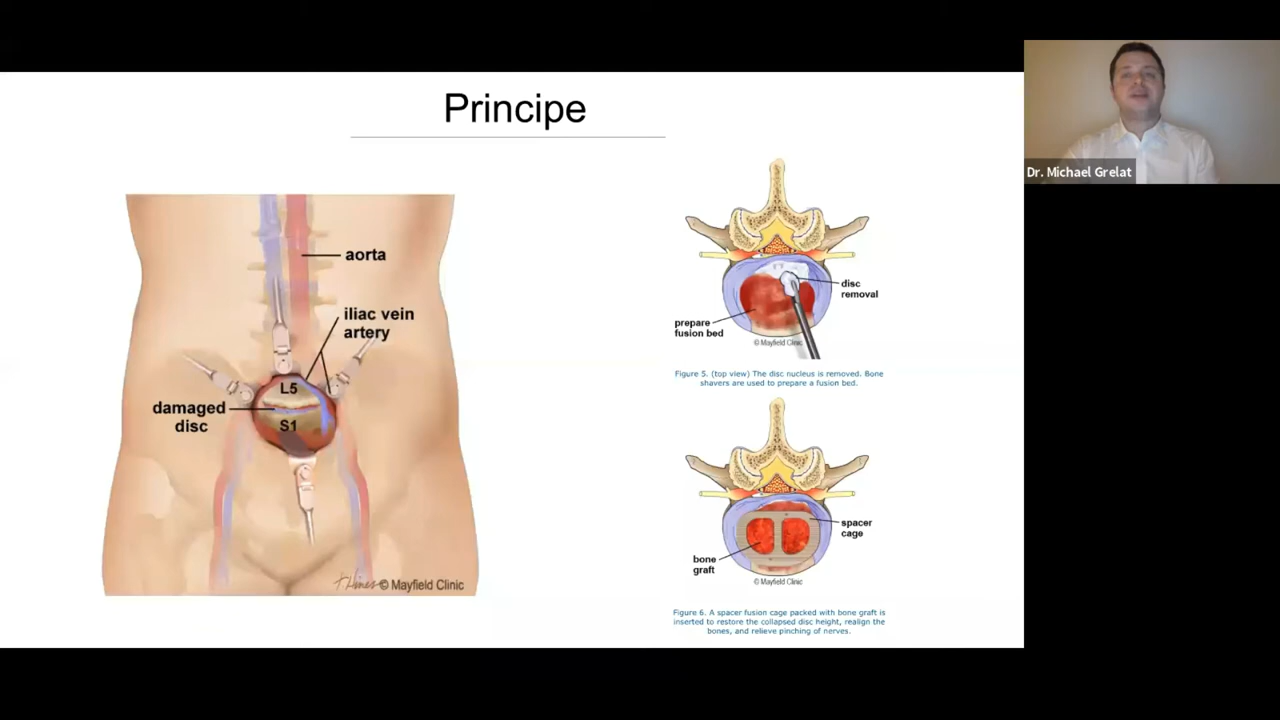 Principe
aorta
iliac vein
artery
L5
damaged
disc
S1
© Mayfield Clinic
disc
removal
prepare
fusion bed
© Mayfield Clinic
Figure 5. (top view) The disc nucleus is removed. Bone
shavers are used to prepare a fusion bed.
spacer
cage
bone
graft
© Mayfield Clinic
Figure 6. A spacer fusion cage packed with bone graft is
inserted to restore the collapsed disc height, realign the
bones, and relieve pinching of nerves.
Dr. Michael Grelat